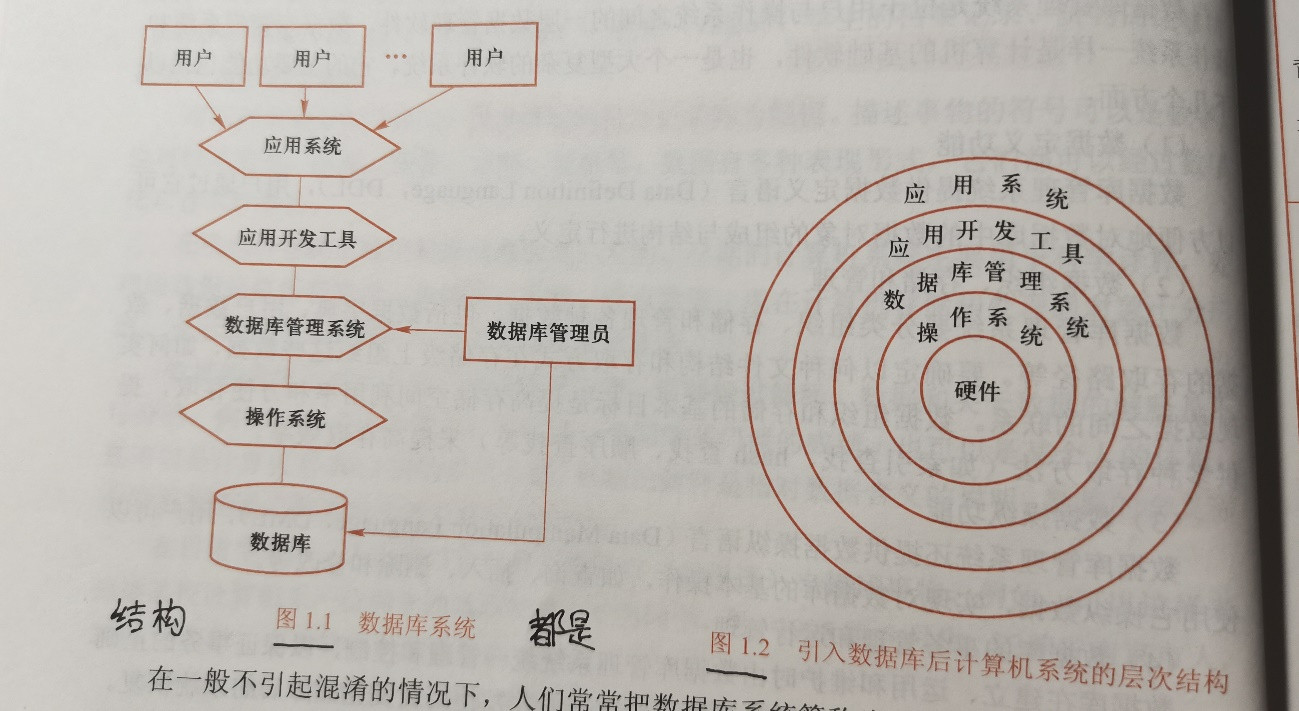 用户 用户 … 用户
应用系统
应用开发工具
数据库管理系统
数据库管理员
操作系统
数据库
应用系统
应用开发工具
数据库管理系统
操作系统
硬件
结构
图 1.1 数据库系统
都是
图 1.2 引入数据库后计算机系统的层次结构
在一般不引起混淆的情况下,人们常常把数据库系统简称